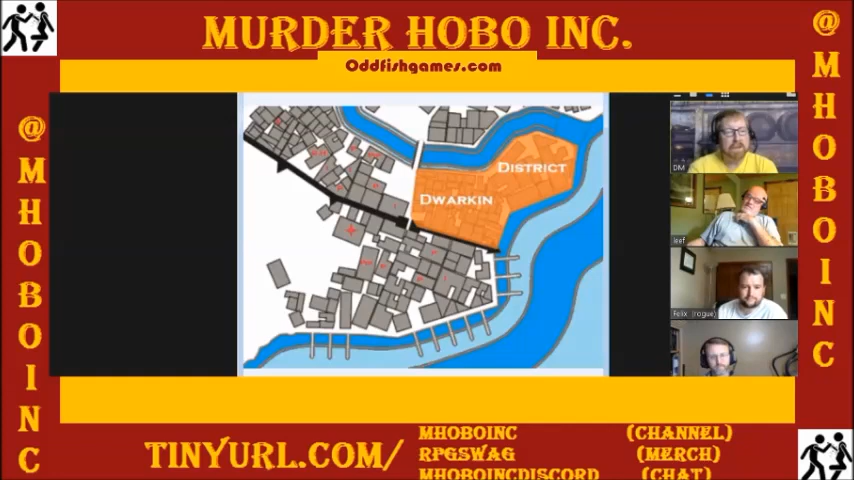 MURDER HOBO INC.
Oddfishgames.com
@MHOBOINC
@MHOBOINC
DISTRICT
DWARKIN
DM
leef
Felix (rogue)
TINYURL.COM/
MHOBOINC (CHANNEL)
RPGSWAG (MERCH)
MHOBOINCDISCORD (CHAT)